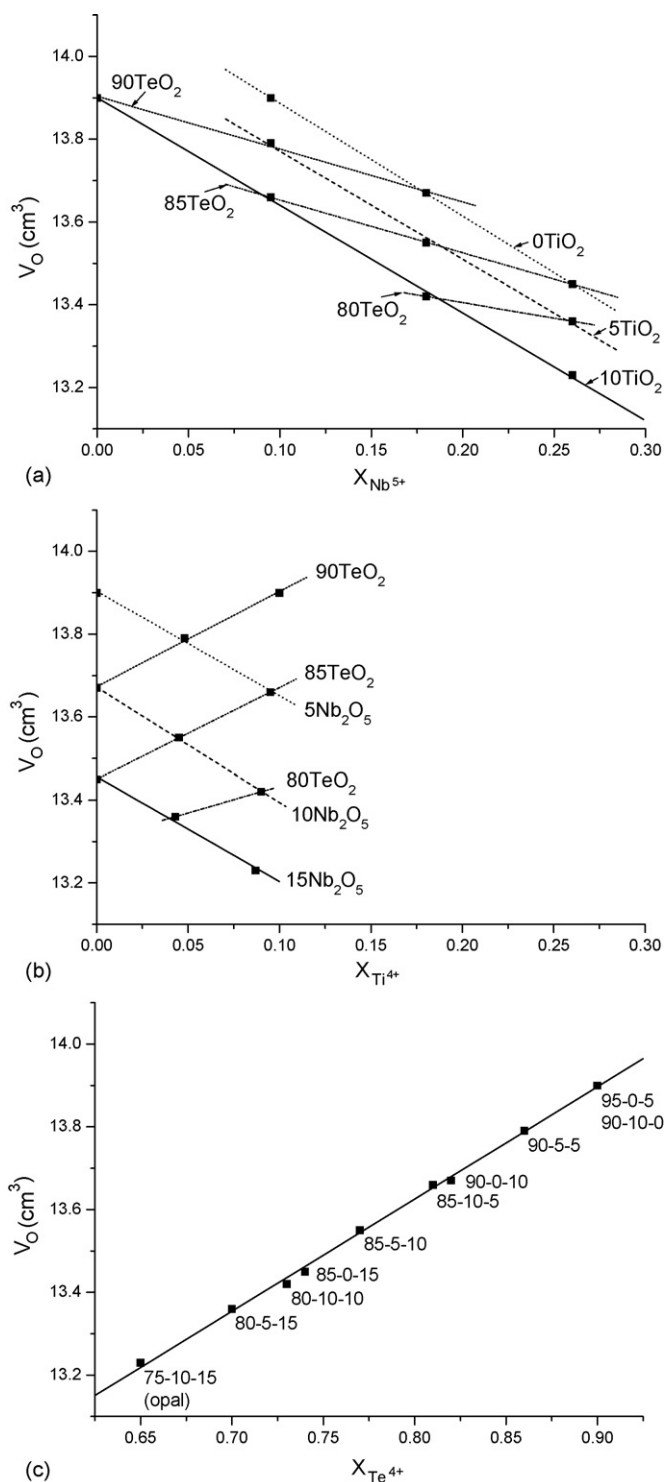 14.0
13.8
13.6
13.4
13.2
V_O (cm³)
90TeO₂
85TeO₂
80TeO₂
0TiO₂
5TiO₂
10TiO₂
0.00 0.05 0.10 0.15 0.20 0.25 0.30
X_Nb⁵⁺
(a)
14.0
13.8
13.6
13.4
13.2
V_O (cm³)
90TeO₂
85TeO₂
5Nb₂O₅
80TeO₂
10Nb₂O₅
15Nb₂O₅
0.00 0.05 0.10 0.15 0.20 0.25 0.30
X_Ti⁴⁺
(b)
14.0
13.8
13.6
13.4
13.2
V_O (cm³)
95-0-5
90-10-0
90-5-5
90-0-10
85-10-5
85-5-10
85-0-15
80-10-10
80-5-15
75-10-15
(opal)
0.65 0.70 0.75 0.80 0.85 0.90
X_Te⁴⁺
(c)